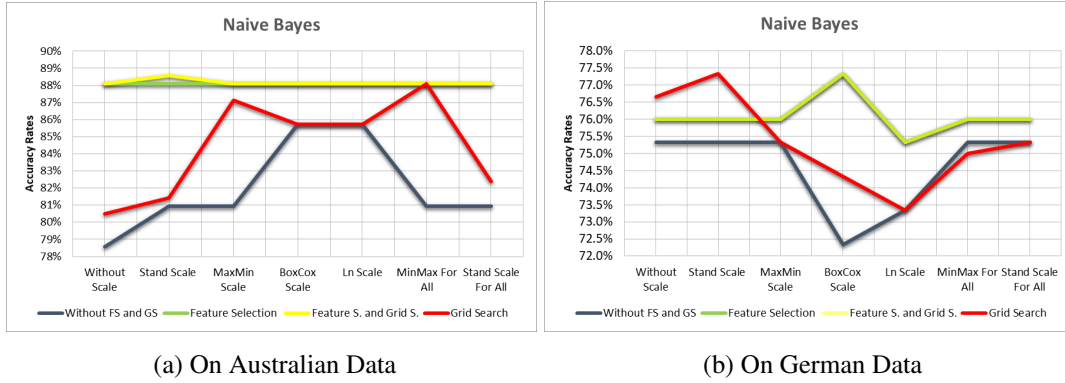 Naive Bayes
Accuracy Rates
90%
89%
88%
87%
86%
85%
84%
83%
82%
81%
80%
79%
78%
Without Scale
Stand Scale
MaxMin Scale
BoxCox Scale
Ln Scale
MinMax For All
Stand Scale For All
Without FS and GS
Feature Selection
Feature S. and Grid S.
Grid Search
(a) On Australian Data
Naive Bayes
Accuracy Rates
78.0%
77.5%
77.0%
76.5%
76.0%
75.5%
75.0%
74.5%
74.0%
73.5%
73.0%
72.5%
72.0%
Without Scale
Stand Scale
MaxMin Scale
BoxCox Scale
Ln Scale
MinMax For All
Stand Scale For All
Without FS and GS
Feature Selection
Feature S. and Grid S.
Grid Search
(b) On German Data